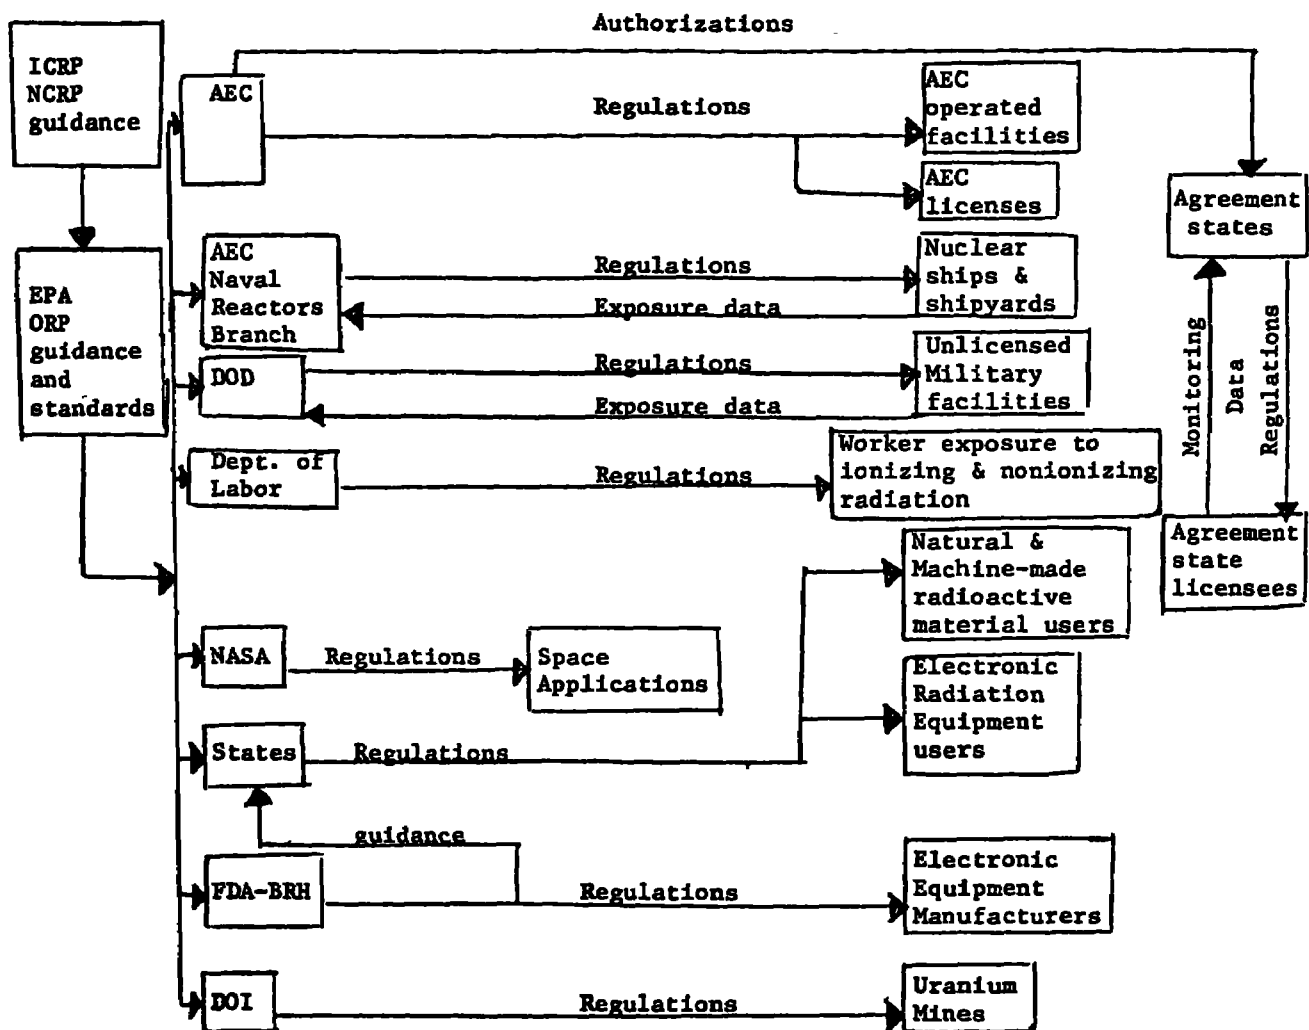 Authorizations
ICRP
NCRP
guidance
AEC
Regulations
AEC
operated
facilities
AEC
licenses
Agreement
states
EPA
ORP
guidance
and
standards
AEC
Naval
Reactors
Branch
Regulations
Exposure data
Nuclear
ships &
shipyards
DOD
Regulations
Exposure data
Unlicensed
Military
facilities
Monitoring
Data
Regulations
Dept. of
Labor
Regulations
Worker exposure to
ionizing & nonionizing
radiation
Agreement
state
licensees
Natural &
Machine-made
radioactive
material users
NASA
Regulations
Space
Applications
Electronic
Radiation
Equipment
users
States
Regulations
guidance
FDA-BRH
Regulations
Electronic
Equipment
Manufacturers
DOI
Regulations
Uranium
Mines